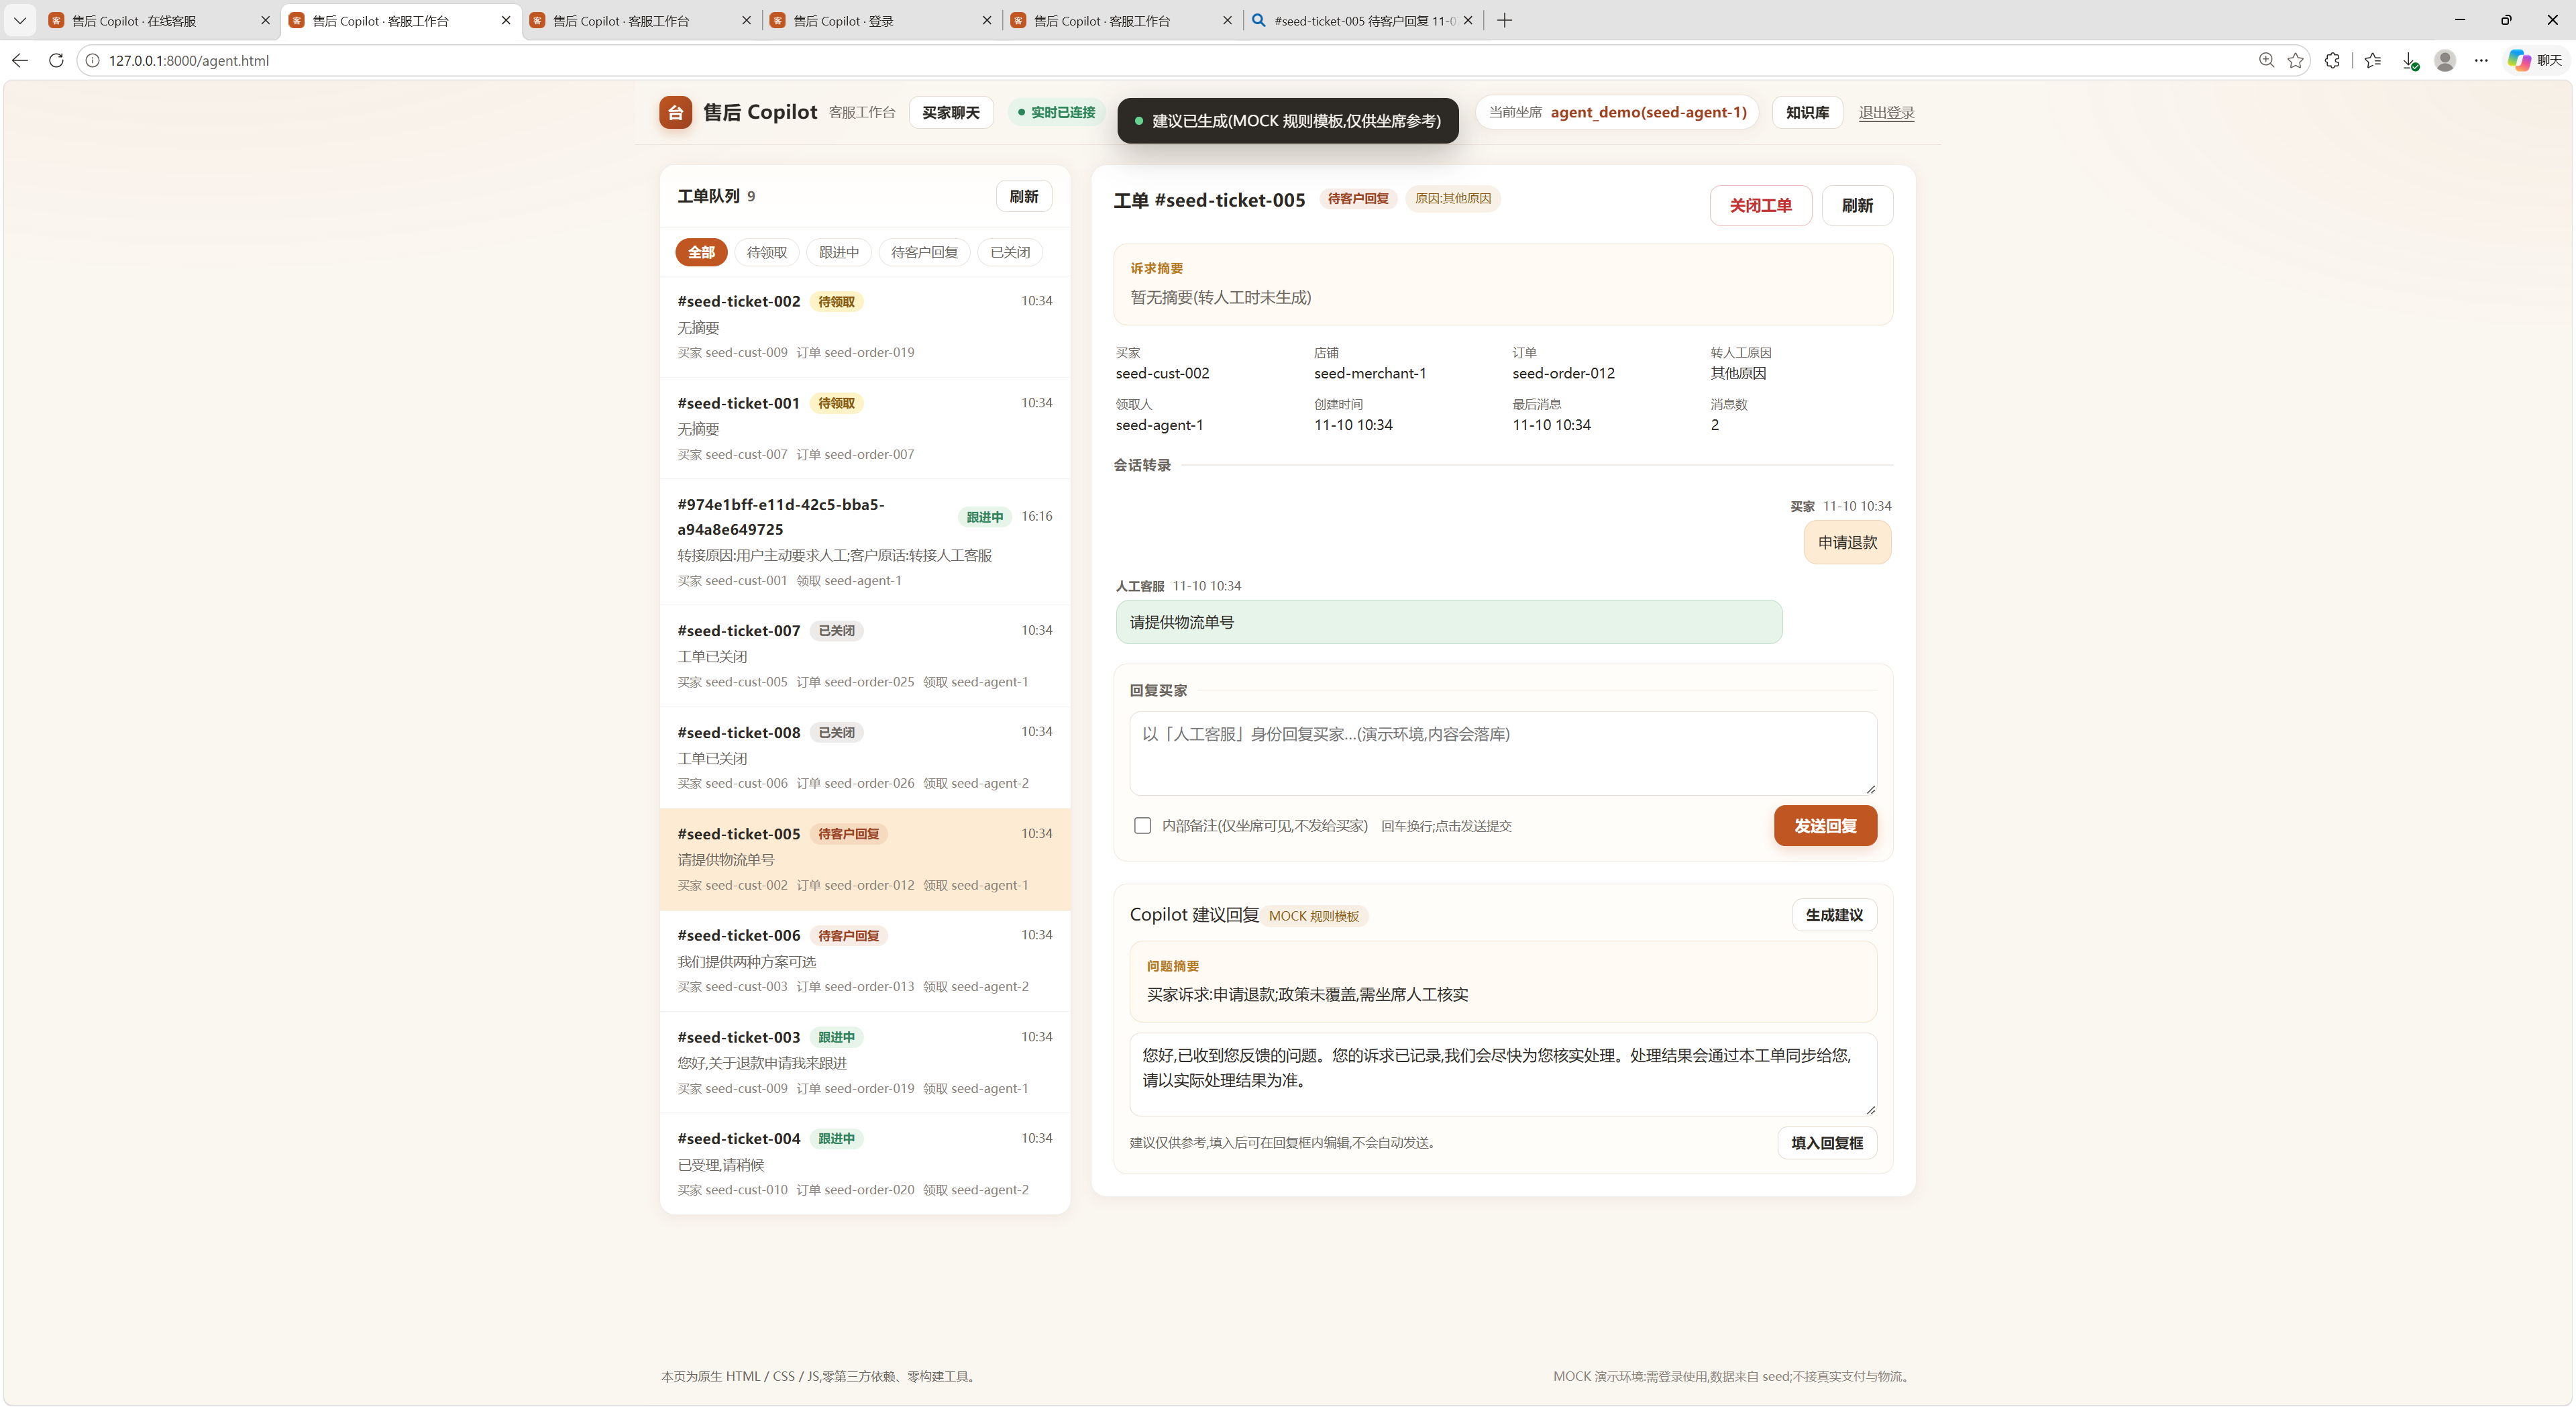 售后 Copilot · 在线客服
售后 Copilot · 客服工作台
售后 Copilot · 客服工作台
售后 Copilot · 登录
售后 Copilot · 客服工作台
#seed-ticket-005 待客户回复 11-0
127.0.0.1:8000/agent.html
聊天
台 售后 Copilot 客服工作台 买家聊天 实时已连接
建议已生成(MOCK 规则模板,仅供坐席参考)
当前坐席 agent_demo(seed-agent-1) 知识库 退出登录
工单队列 9 刷新
全部 待领取 跟进中 待客户回复 已关闭
#seed-ticket-002 待领取 10:34
无摘要
买家 seed-cust-009 订单 seed-order-019
#seed-ticket-001 待领取 10:34
无摘要
买家 seed-cust-007 订单 seed-order-007
#974e1bff-e11d-42c5-bba5-
a94a8e649725 跟进中 16:16
转接原因:用户主动要求人工;客户原话:转接人工客服
买家 seed-cust-001 领取 seed-agent-1
#seed-ticket-007 已关闭 10:34
工单已关闭
买家 seed-cust-005 订单 seed-order-025 领取 seed-agent-1
#seed-ticket-008 已关闭 10:34
工单已关闭
买家 seed-cust-006 订单 seed-order-026 领取 seed-agent-2
#seed-ticket-005 待客户回复 10:34
请提供物流单号
买家 seed-cust-002 订单 seed-order-012 领取 seed-agent-1
#seed-ticket-006 待客户回复 10:34
我们提供两种方案可选
买家 seed-cust-003 订单 seed-order-013 领取 seed-agent-2
#seed-ticket-003 跟进中 10:34
您好,关于退款申请我来跟进
买家 seed-cust-009 订单 seed-order-019 领取 seed-agent-1
#seed-ticket-004 跟进中 10:34
已受理,请稍候
买家 seed-cust-010 订单 seed-order-020 领取 seed-agent-2
工单 #seed-ticket-005 待客户回复 原因:其他原因 关闭工单 刷新
诉求摘要
暂无摘要(转人工时未生成)
买家 店铺 订单 转人工原因
seed-cust-002 seed-merchant-1 seed-order-012 其他原因
领取人 创建时间 最后消息 消息数
seed-agent-1 11-10 10:34 11-10 10:34 2
会话转录
买家 11-10 10:34
申请退款
人工客服 11-10 10:34
请提供物流单号
回复买家
以「人工客服」身份回复买家...(演示环境,内容会落库)
内部备注(仅坐席可见,不发给买家) 回车换行;点击发送提交 发送回复
Copilot 建议回复 MOCK 规则模板 生成建议
问题摘要
买家诉求:申请退款;政策未覆盖,需坐席人工核实
您好,已收到您反馈的问题。您的诉求已记录,我们会尽快为您核实处理。处理结果会通过本工单同步给您,
请以实际处理结果为准。
建议仅供参考,填入后可在回复框内编辑,不会自动发送。 填入回复框
本页为原生 HTML / CSS / JS,零第三方依赖、零构建工具。
MOCK 演示环境:需登录使用,数据来自 seed;不接真实支付与物流。